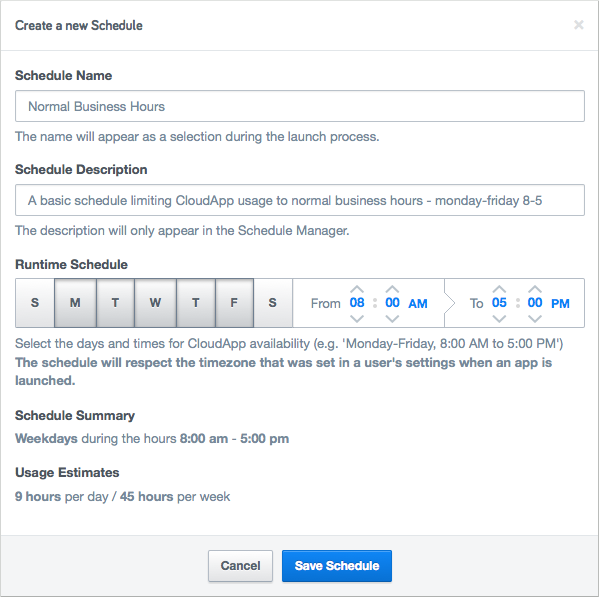 Create a new Schedule ×
Schedule Name
Normal Business Hours
The name will appear as a selection during the launch process.
Schedule Description
A basic schedule limiting CloudApp usage to normal business hours - monday-friday 8-5
The description will only appear in the Schedule Manager.
Runtime Schedule
S M T W T F S From 08 : 00 AM To 05 : 00 PM
Select the days and times for CloudApp availability (e.g. 'Monday-Friday, 8:00 AM to 5:00 PM')
The schedule will respect the timezone that was set in a user's settings when an app is
launched.
Schedule Summary
Weekdays during the hours 8:00 am - 5:00 pm
Usage Estimates
9 hours per day / 45 hours per week
Cancel Save Schedule